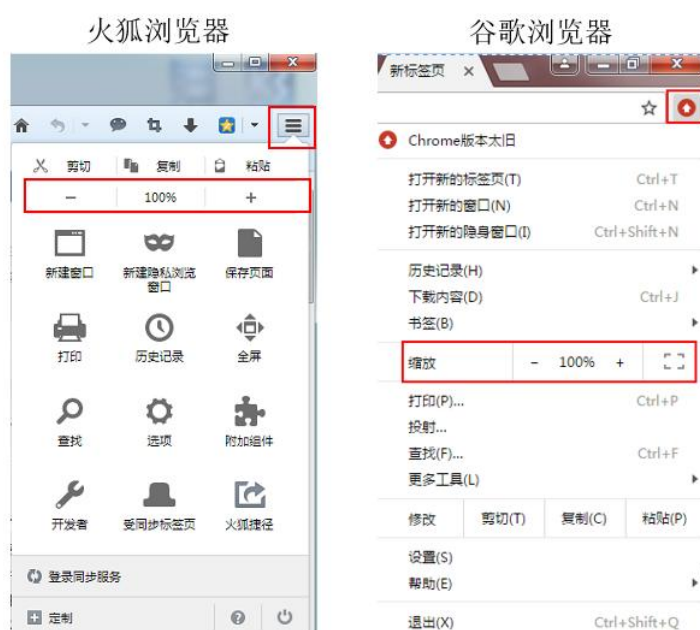 火狐浏览器
剪切 复制 粘贴
− 100% +
新建窗口 新建隐私浏览 保存页面
窗口
打印 历史记录 全屏
查找 选项 附加组件
开发者 受同步标签页 火狐捷径
登录同步服务
定制
谷歌浏览器
新标签页
Chrome版本太旧
打开新的标签页(T) Ctrl+T
打开新的窗口(N) Ctrl+N
打开新的隐身窗口(I) Ctrl+Shift+N
历史记录(H)
下载内容(D) Ctrl+J
书签(B)
缩放 - 100% +
打印(P)... Ctrl+P
投射...
查找(F)... Ctrl+F
更多工具(L)
修改 剪切(T) 复制(C) 粘贴(P)
设置(S)
帮助(E)
退出(X) Ctrl+Shift+Q